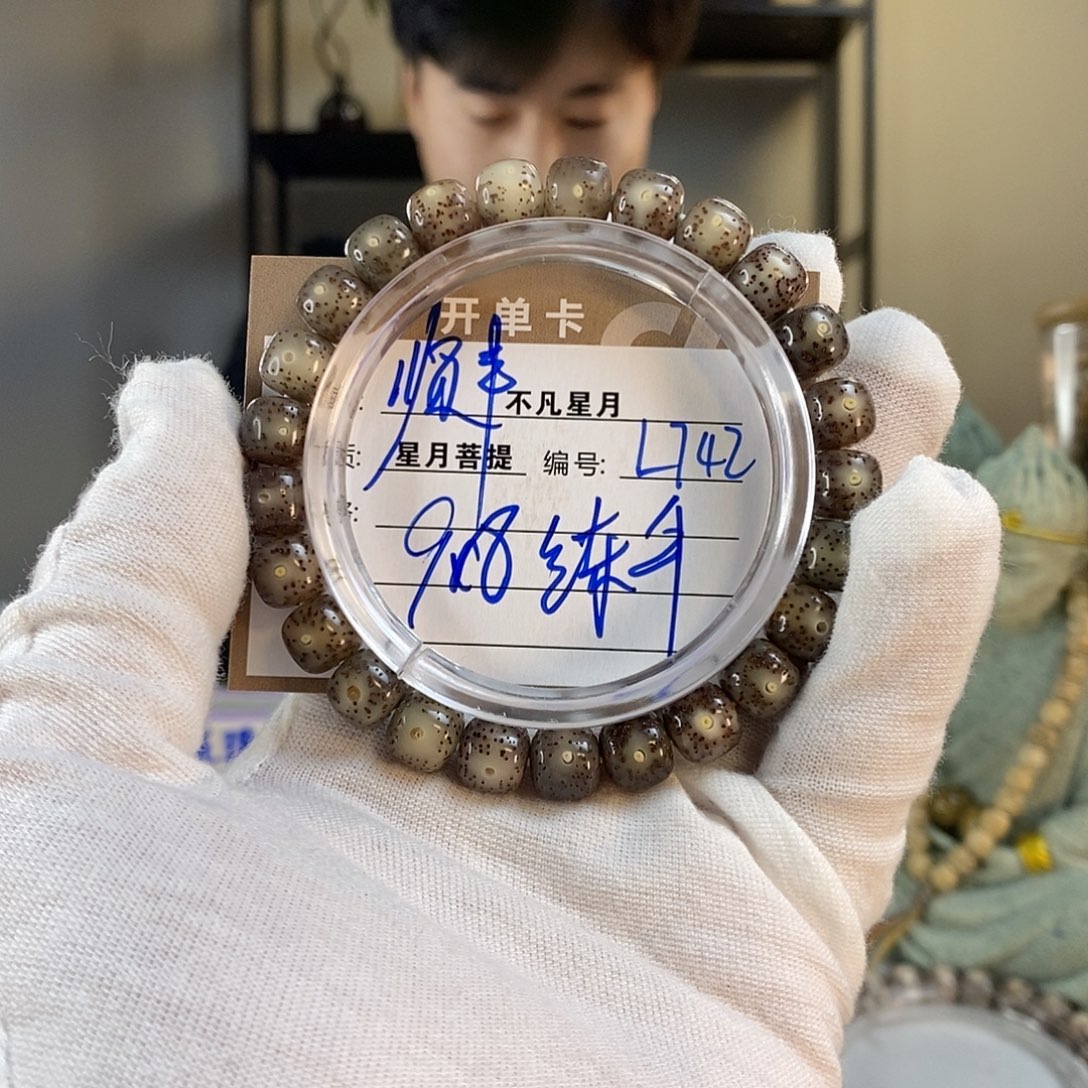 开单卡
顺丰 不凡星月
质: 星月菩提 编号: L742
9x8 练手